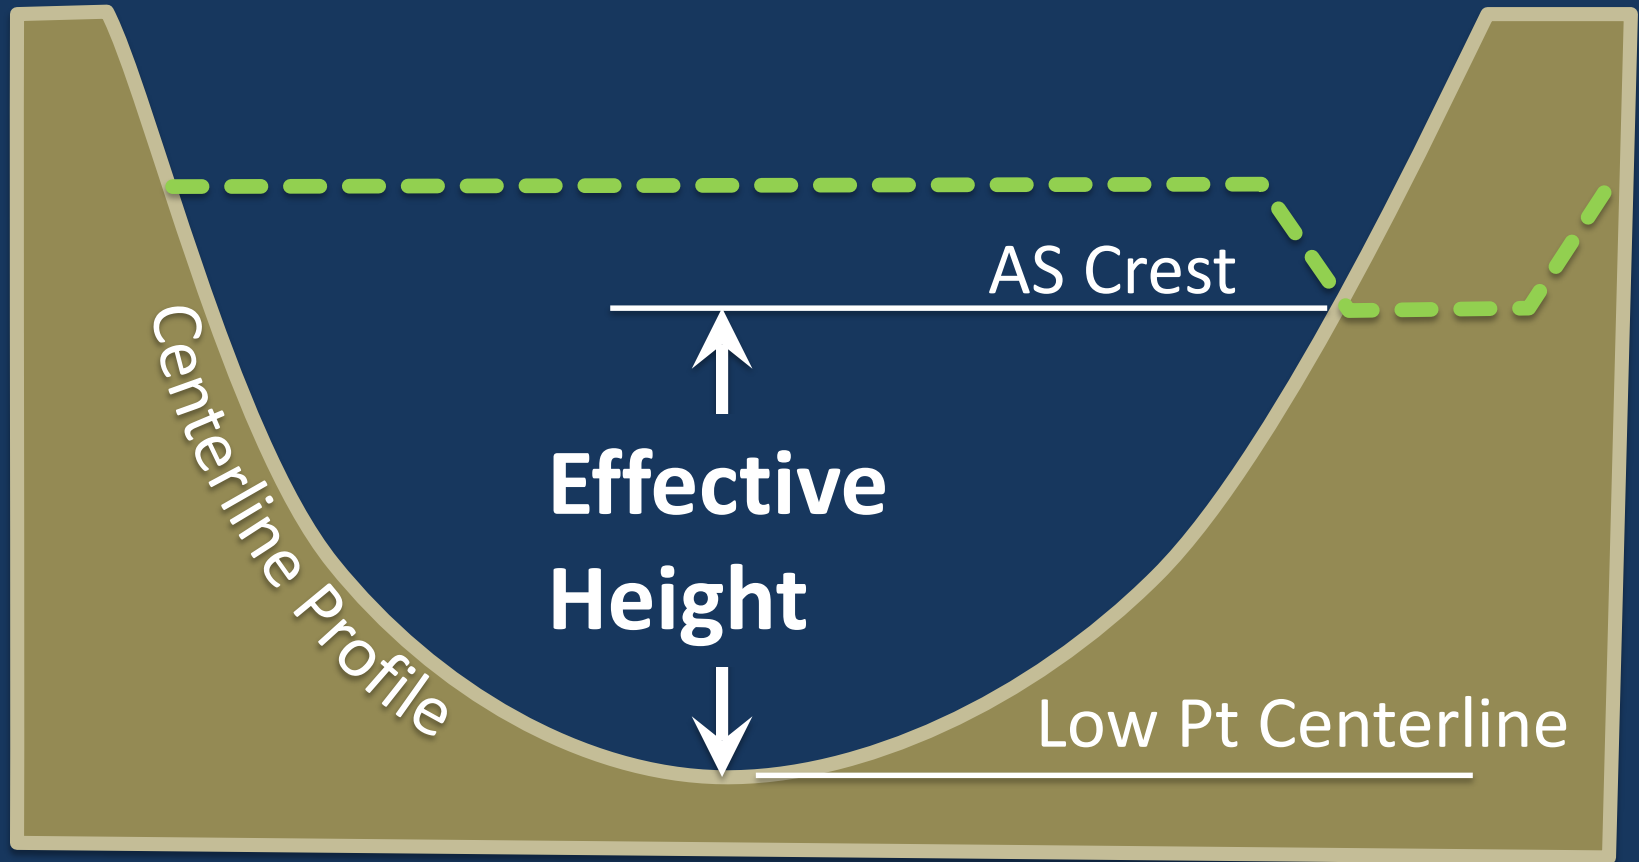 AS Crest
Centerline Profile
Effective
Height
Low Pt Centerline